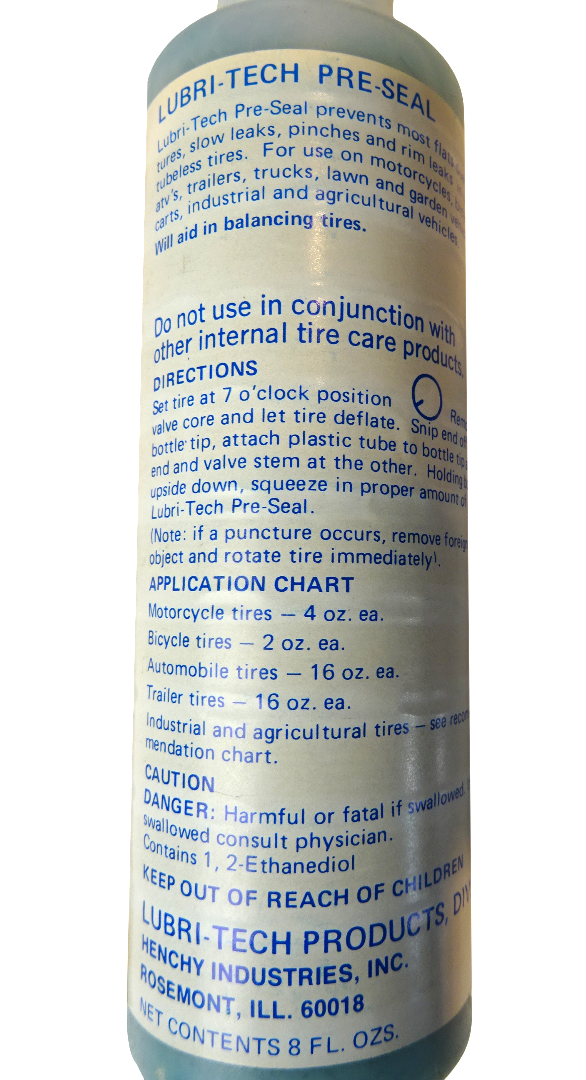 LUBRI-TECH PRE-SEAL
Lubri-Tech Pre-Seal prevents most
tures, slow leaks, pinches and rim leaks
tubeless tires. For use on motorcycles,
atv's, trailers, trucks, lawn and garden
carts, industrial and agricultural vehicles.
Will aid in balancing tires.
Do not use in conjunction with
other internal tire care products.
DIRECTIONS
Set tire at 7 o'clock position
valve core and let tire deflate. Snip end of
bottle tip, attach plastic tube to bottle tip
end and valve stem at the other. Holding
upside down, squeeze in proper amount of
Lubri-Tech Pre-Seal.
(Note: if a puncture occurs, remove foreign
object and rotate tire immediately).
APPLICATION CHART
Motorcycle tires — 4 oz. ea.
Bicycle tires — 2 oz. ea.
Automobile tires — 16 oz. ea.
Trailer tires — 16 oz. ea.
Industrial and agricultural tires — see recom-
mendation chart.
CAUTION
DANGER: Harmful or fatal if swallowed.
swallowed consult physician.
Contains 1, 2-Ethanediol
KEEP OUT OF REACH OF CHILDREN
LUBRI-TECH PRODUCTS, DIV
HENCHY INDUSTRIES, INC.
ROSEMONT, ILL. 60018
NET CONTENTS 8 FL. OZS.